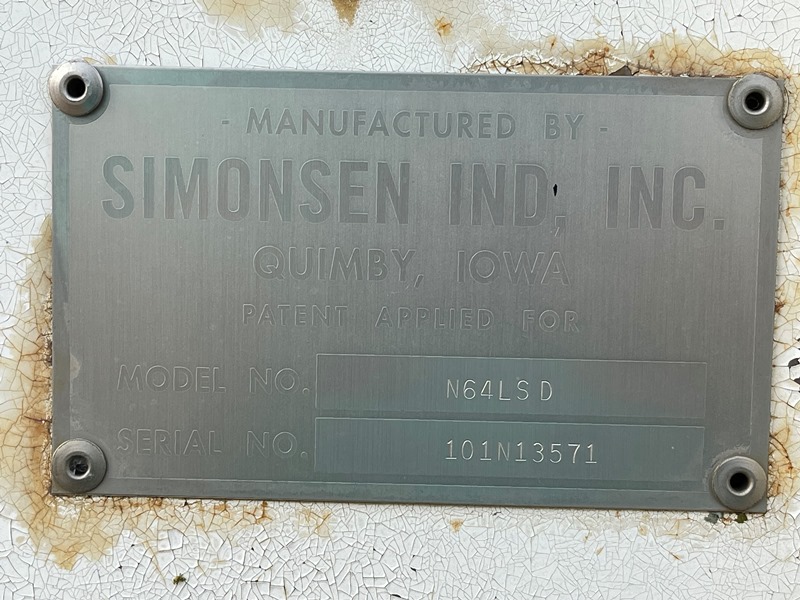 - MANUFACTURED BY -
SIMONSEN IND, INC.
QUIMBY, IOWA
PATENT APPLIED FOR
MODEL NO. N64LSD
SERIAL NO. 101N13571